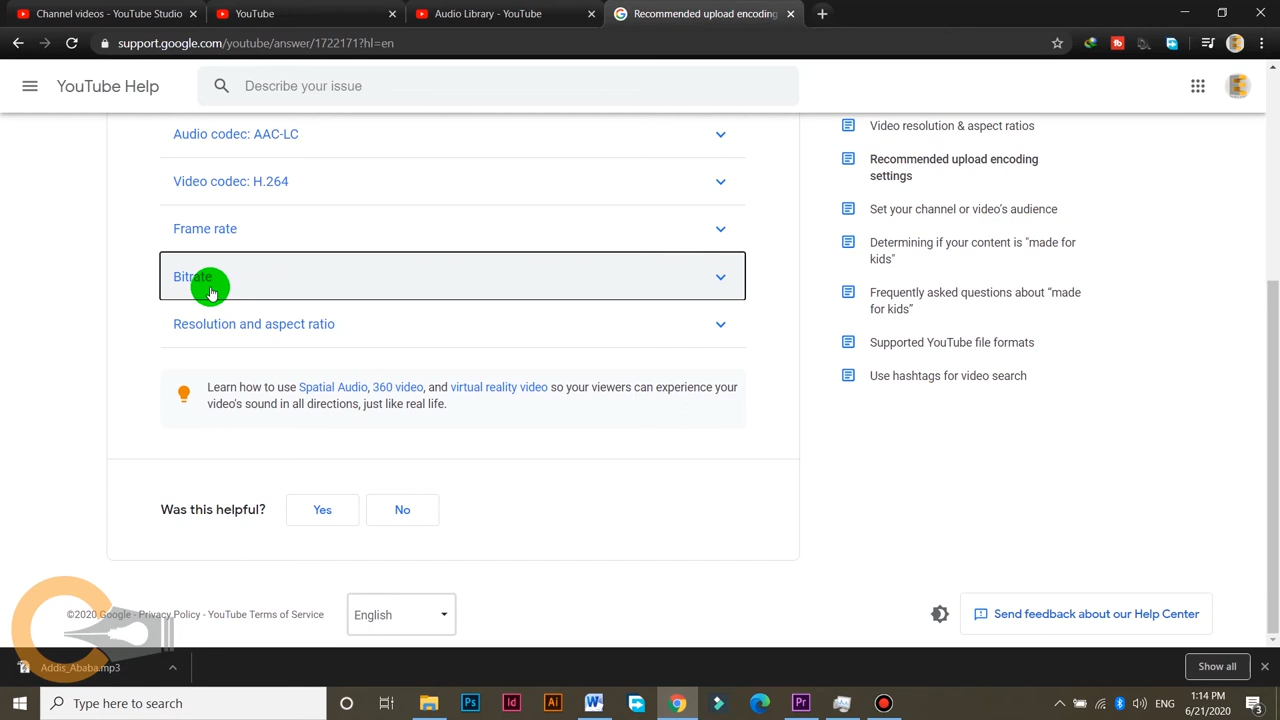 Channel videos - YouTube Studio
YouTube
Audio Library - YouTube
Recommended upload encoding
support.google.com/youtube/answer/1722171?hl=en
YouTube Help
Describe your issue
Audio codec: AAC-LC
Video codec: H.264
Frame rate
Bitrate
Resolution and aspect ratio
Learn how to use Spatial Audio, 360 video, and virtual reality video so your viewers can experience your
video's sound in all directions, just like real life.
Was this helpful?
Yes
No
Video resolution & aspect ratios
Recommended upload encoding
settings
Set your channel or video's audience
Determining if your content is "made for
kids"
Frequently asked questions about "made
for kids"
Supported YouTube file formats
Use hashtags for video search
©2020 Google - Privacy Policy - YouTube Terms of Service
English
Send feedback about our Help Center
Addis_Ababa.mp3
Show all
Type here to search
Ps
Id
Ai
W
Pr
ENG
1:14 PM
6/21/2020
3